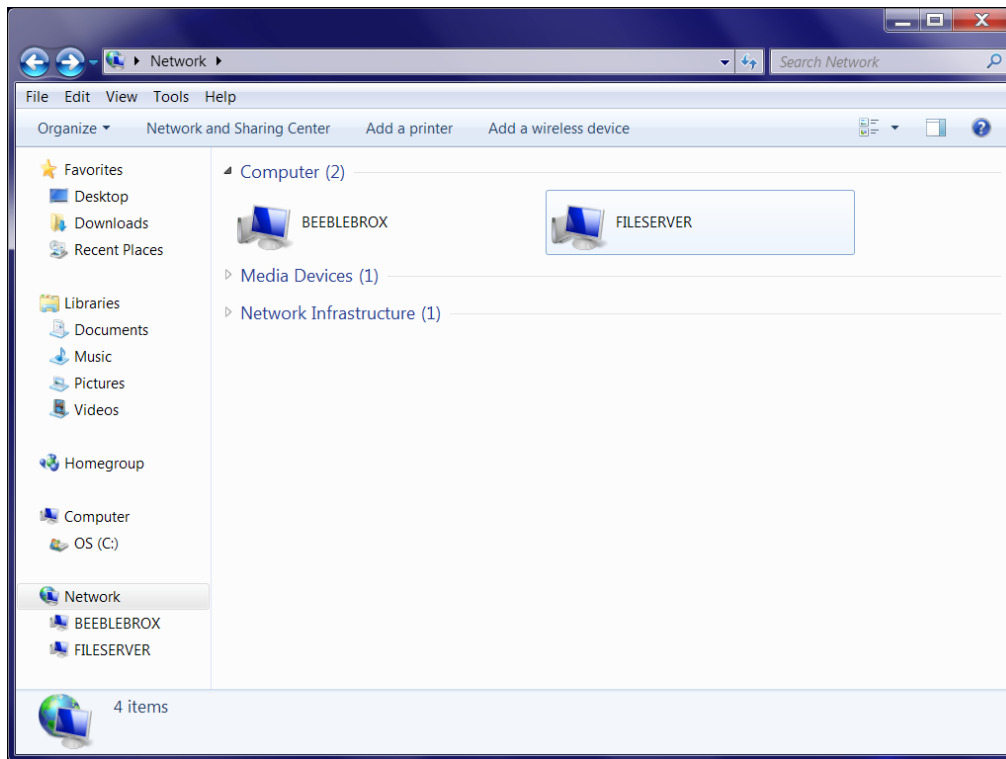 Network
Search Network
File Edit View Tools Help
Organize Network and Sharing Center Add a printer Add a wireless device
Favorites
Desktop
Downloads
Recent Places
Libraries
Documents
Music
Pictures
Videos
Homegroup
Computer
OS (C:)
Network
BEEBLEBROX
FILESERVER
Computer (2)
BEEBLEBROX FILESERVER
Media Devices (1)
Network Infrastructure (1)
4 items